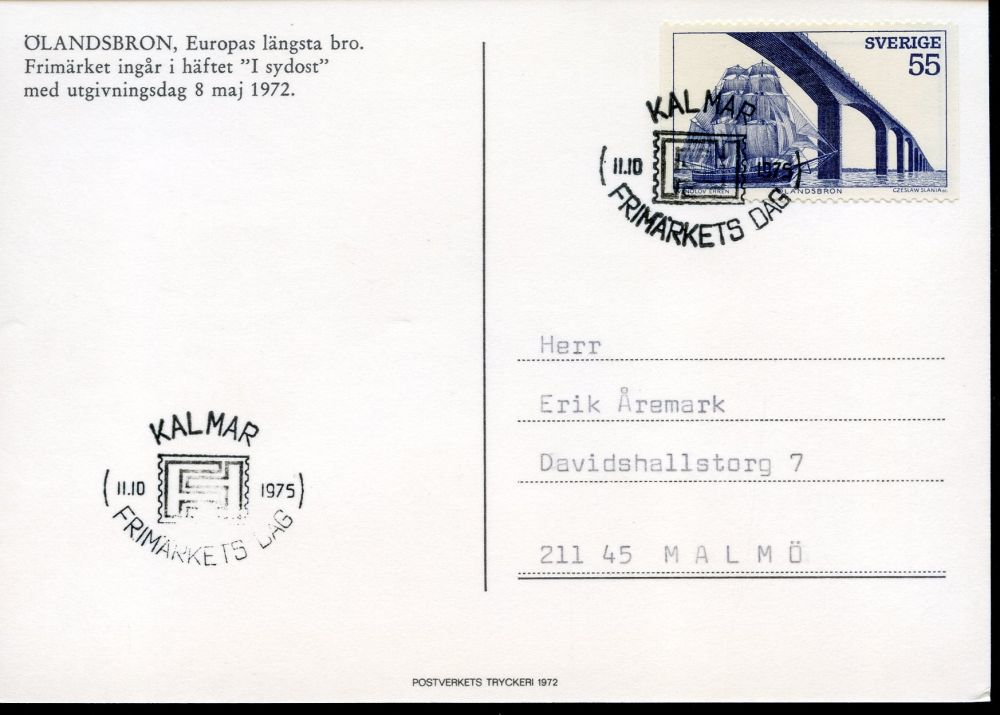 ÖLANDSBRON, Europas längsta bro.
Frimärket ingår i häftet "I sydost"
med utgivningsdag 8 maj 1972.
SVERIGE
55
ÖLANDSBRON
CZESLAW SLANIA
KALMAR
11.10 1975
FRIMÄRKETS DAG
Herr
Erik Åremark
Davidshallstorg 7
211 45 MALMÖ
KALMAR
11.10 1975
FRIMÄRKETS DAG
POSTVERKETS TRYCKERI 1972